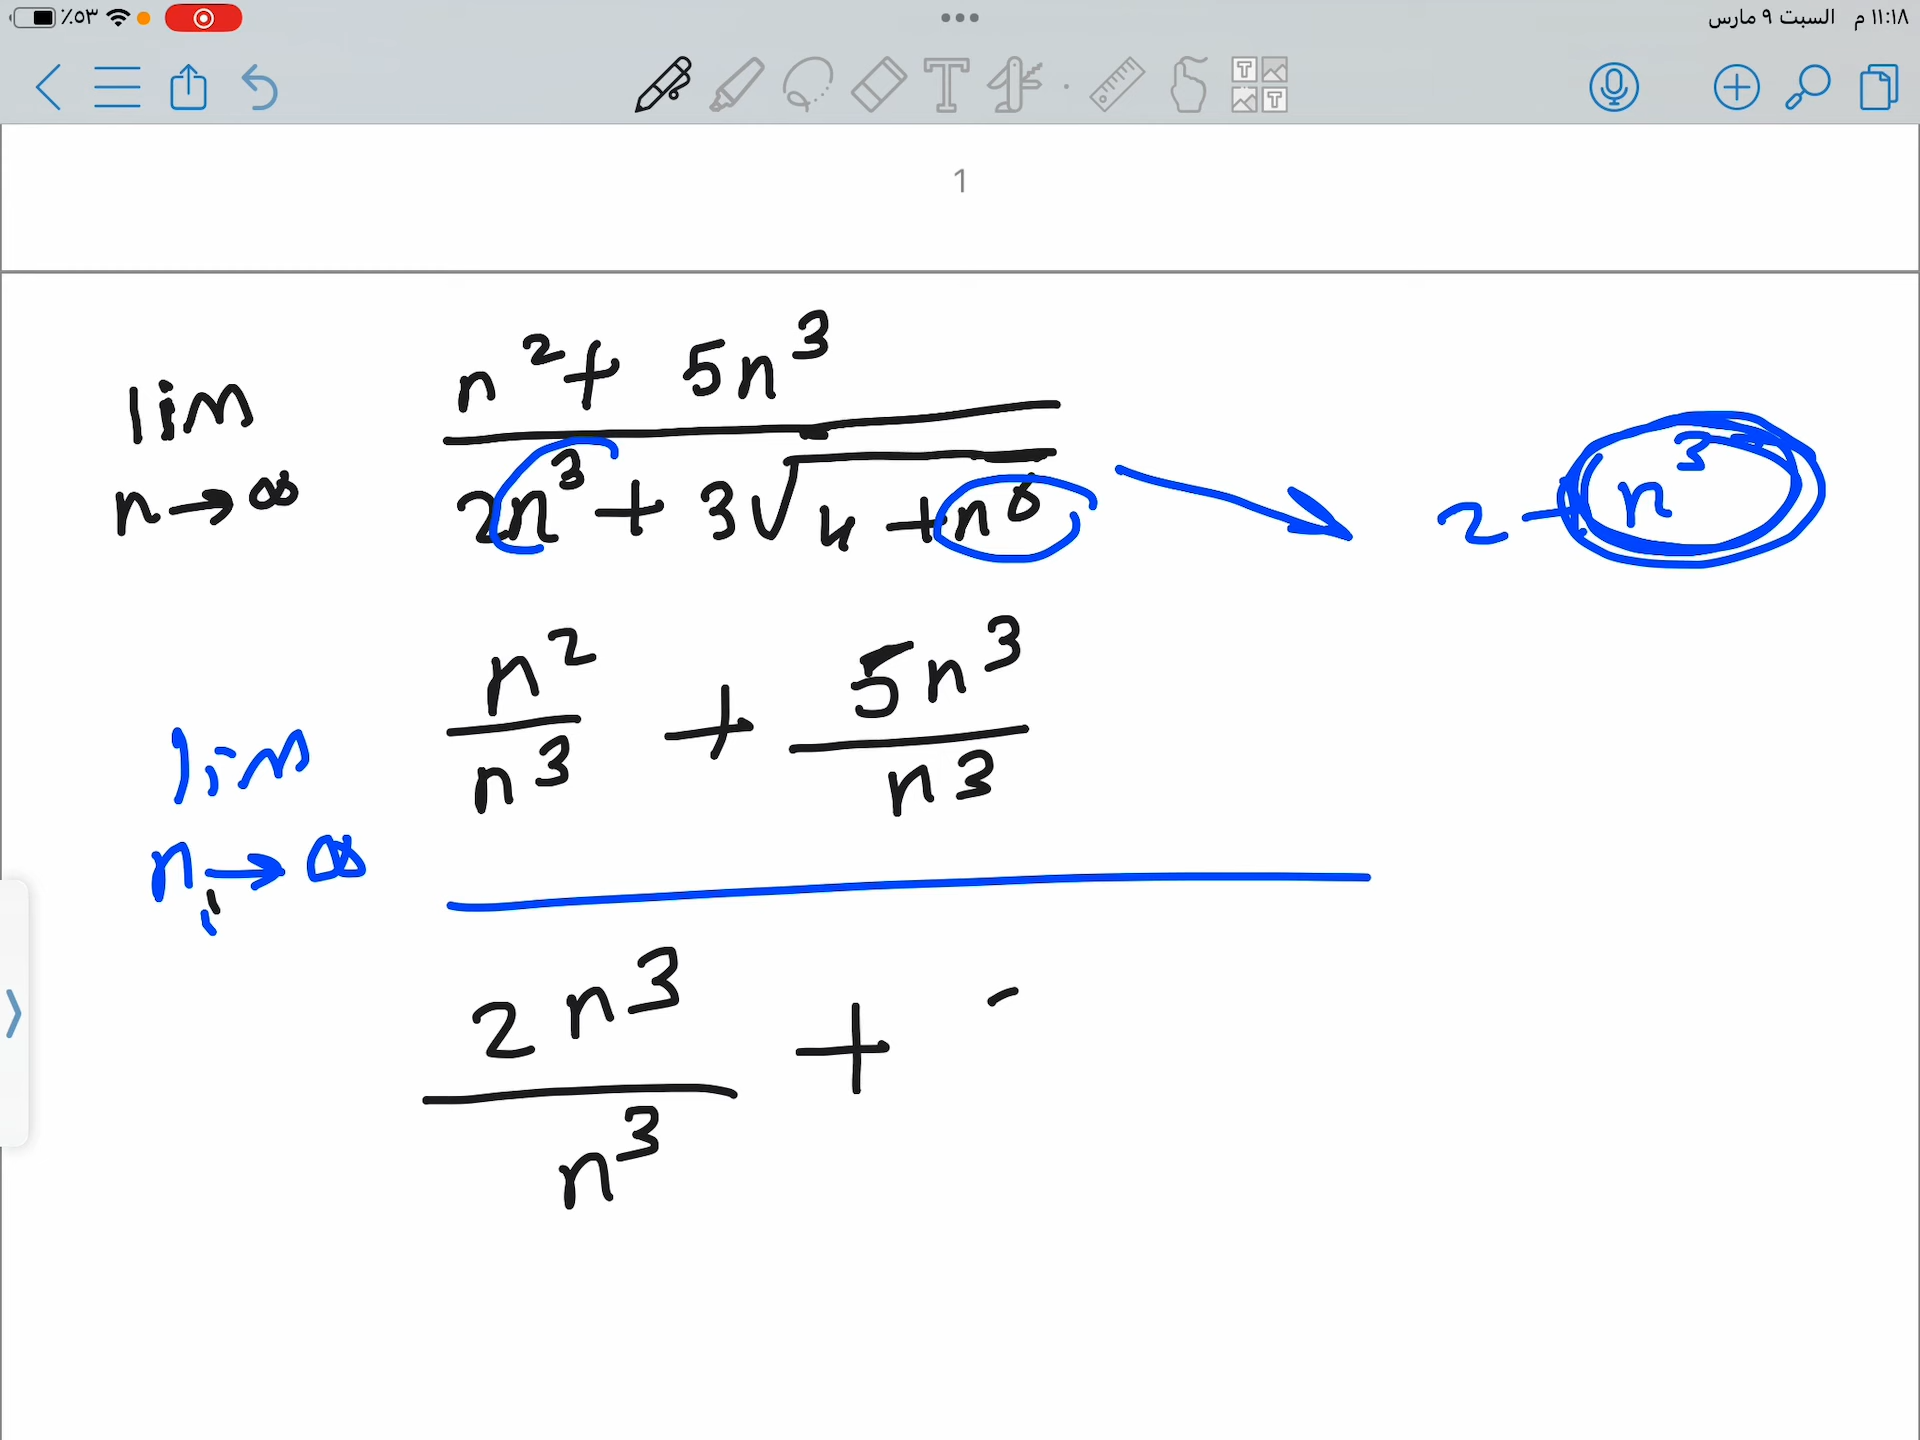 ٪٥٣
١١:١٨ م السبت ٩ مارس
1
lim n→∞ (n² + 5n³) / (2n³ + 3√(4 + n⁶))
2 + n³
lim n→∞ (n²/n³ + 5n³/n³) / (2n³/n³ +